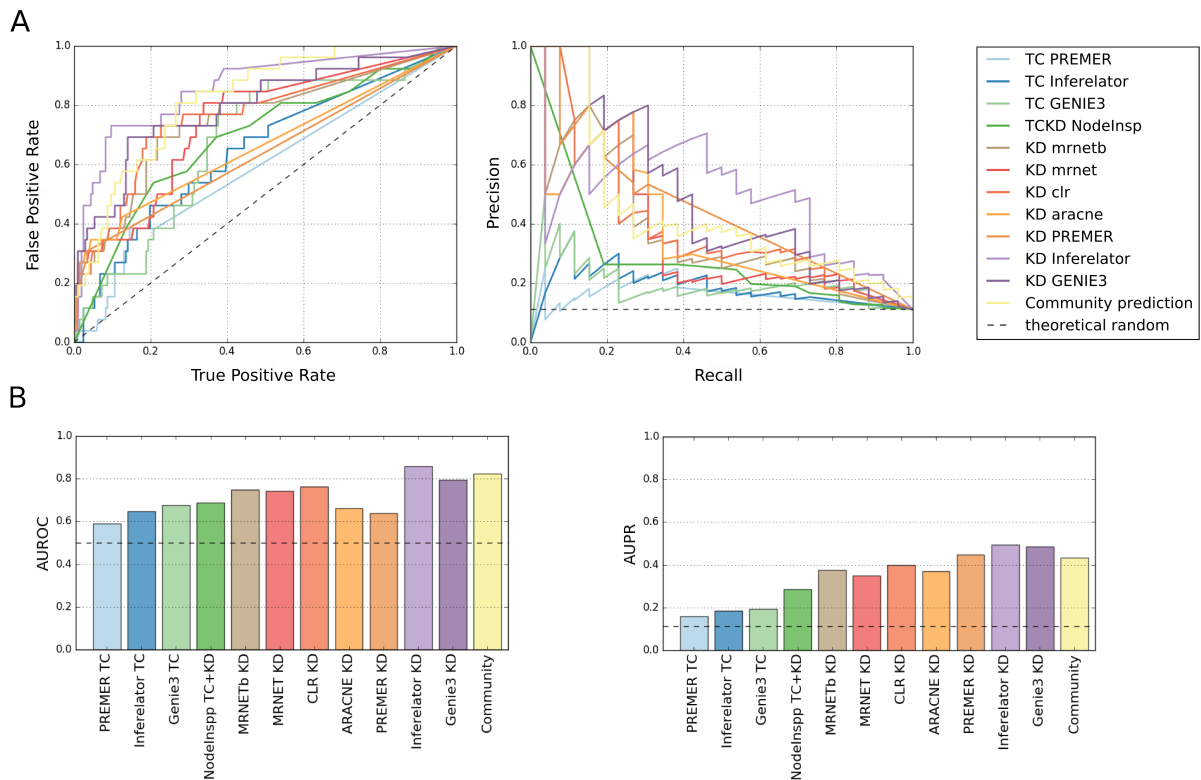 A
False Positive Rate
1.0
0.8
0.6
0.4
0.2
0.0
0.0 0.2 0.4 0.6 0.8 1.0
True Positive Rate
Precision
1.0
0.8
0.6
0.4
0.2
0.0
0.0 0.2 0.4 0.6 0.8 1.0
Recall
TC PREMER
TC Inferelator
TC GENIE3
TCKD NodeInsp
KD mrnetb
KD mrnet
KD clr
KD aracne
KD PREMER
KD Inferelator
KD GENIE3
Community prediction
theoretical random
B
AUROC
1.0
0.8
0.6
0.4
0.2
0.0
PREMER TC
Inferelator TC
Genie3 TC
NodeInspp TC+KD
MRNETb KD
MRNET KD
CLR KD
ARACNE KD
PREMER KD
Inferelator KD
Genie3 KD
Community
AUPR
1.0
0.8
0.6
0.4
0.2
0.0
PREMER TC
Inferelator TC
Genie3 TC
NodeInspp TC+KD
MRNETb KD
MRNET KD
CLR KD
ARACNE KD
PREMER KD
Inferelator KD
Genie3 KD
Community